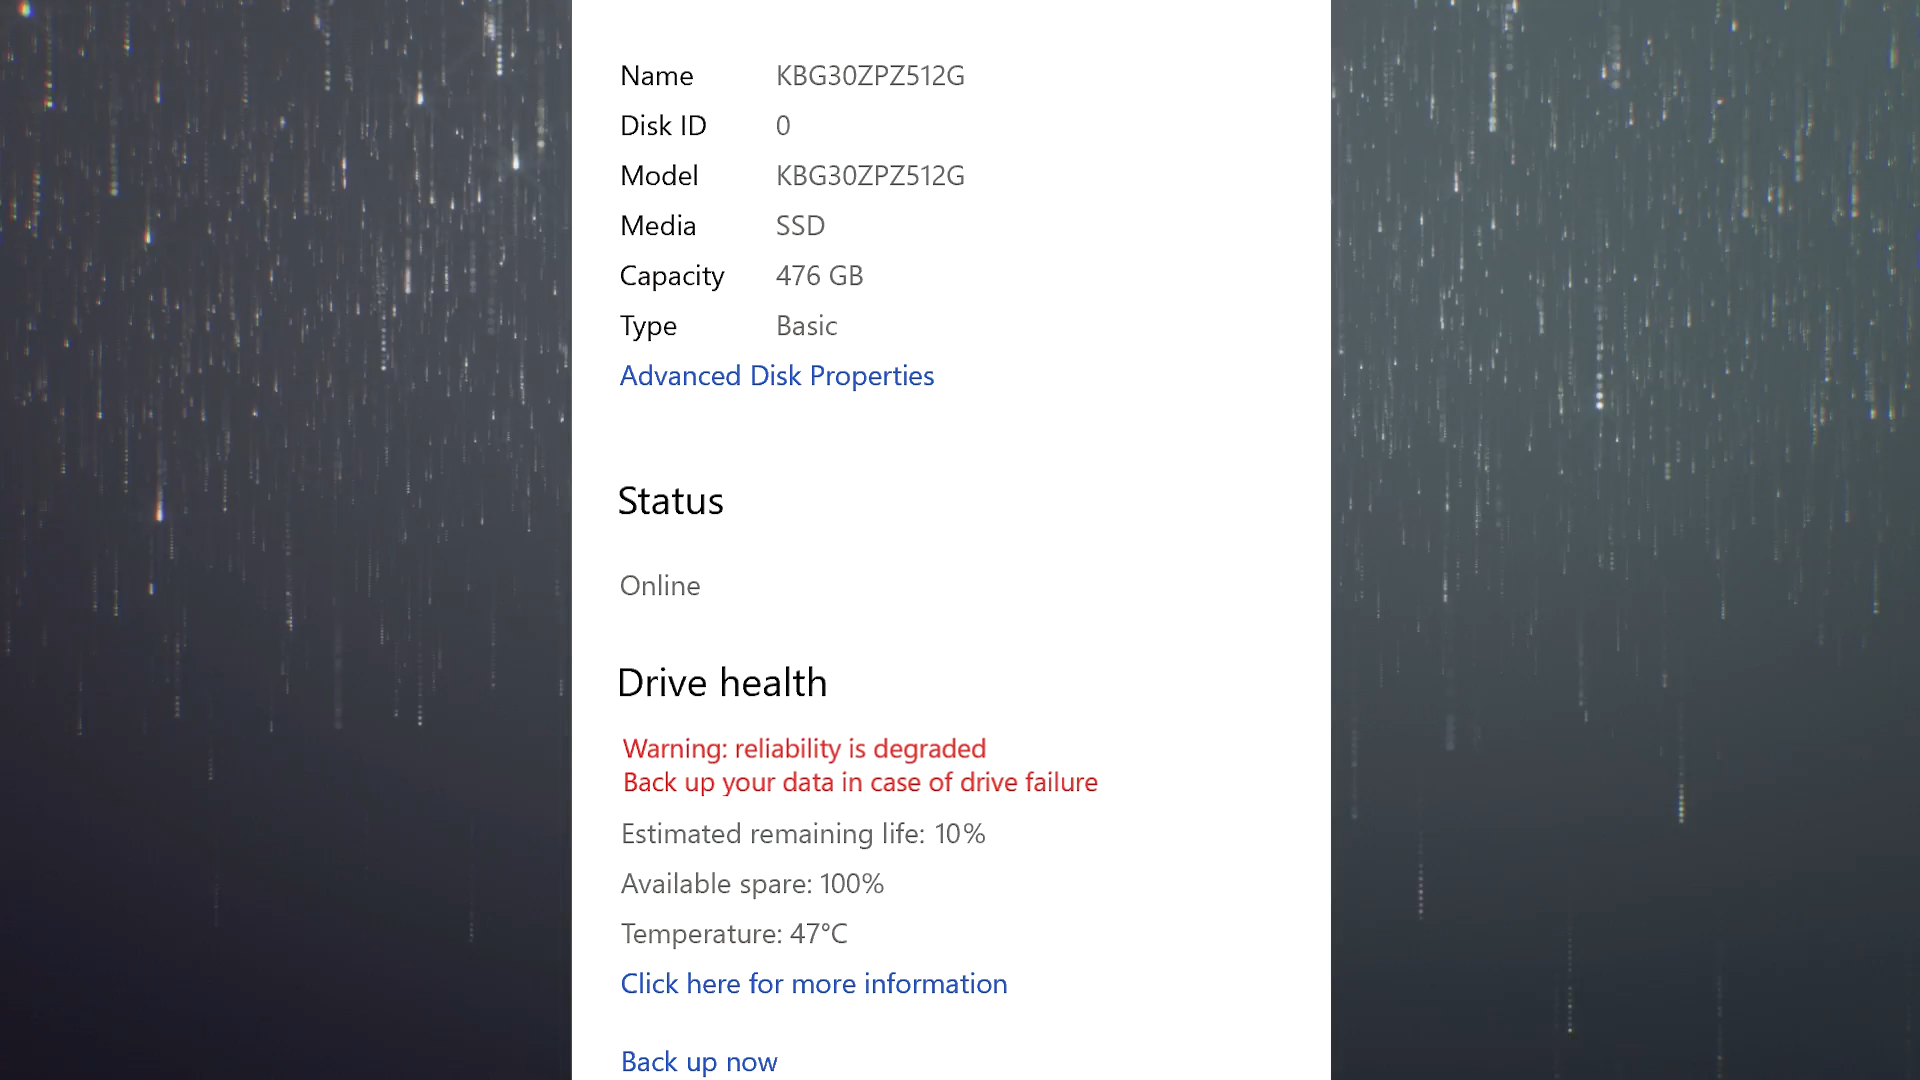 Name KBG30ZPZ512G
Disk ID 0
Model KBG30ZPZ512G
Media SSD
Capacity 476 GB
Type Basic
Advanced Disk Properties
Status
Online
Drive health
Warning: reliability is degraded
Back up your data in case of drive failure
Estimated remaining life: 10%
Available spare: 100%
Temperature: 47°C
Click here for more information
Back up now